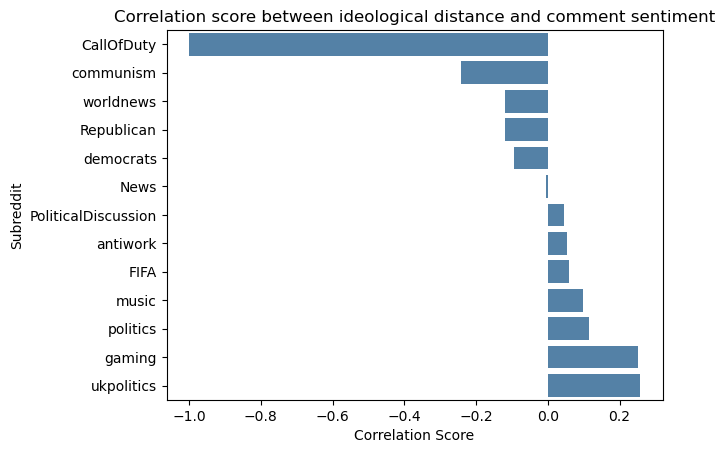 Correlation score between ideological distance and comment sentiment
CallOfDuty
communism
worldnews
Republican
democrats
News
PoliticalDiscussion
antiwork
FIFA
music
politics
gaming
ukpolitics
Subreddit
−1.0 −0.8 −0.6 −0.4 −0.2 0.0 0.2
Correlation Score